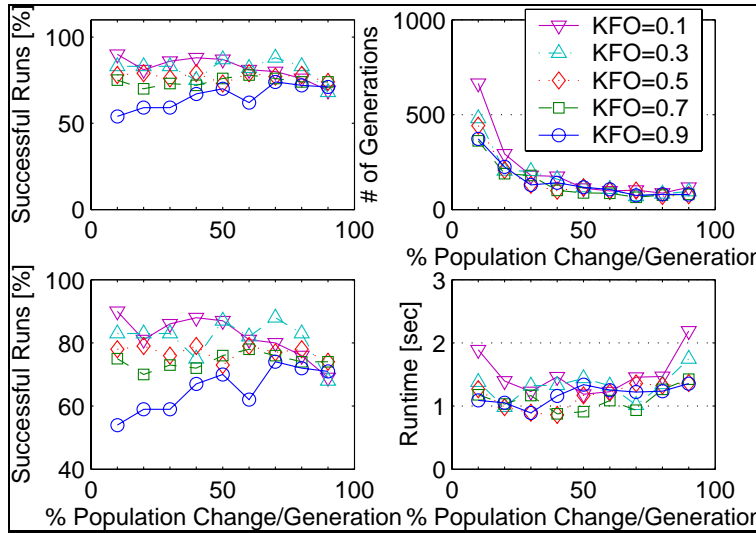 Successful Runs [%]
100
50
0
0
50
100
# of Generations
1000
500
0
0
50
100
% Population Change/Generation
KFO=0.1
KFO=0.3
KFO=0.5
KFO=0.7
KFO=0.9
Successful Runs [%]
100
80
60
40
0
50
100
% Population Change/Generation
Runtime [sec]
3
2
1
0
0
50
100
% Population Change/Generation